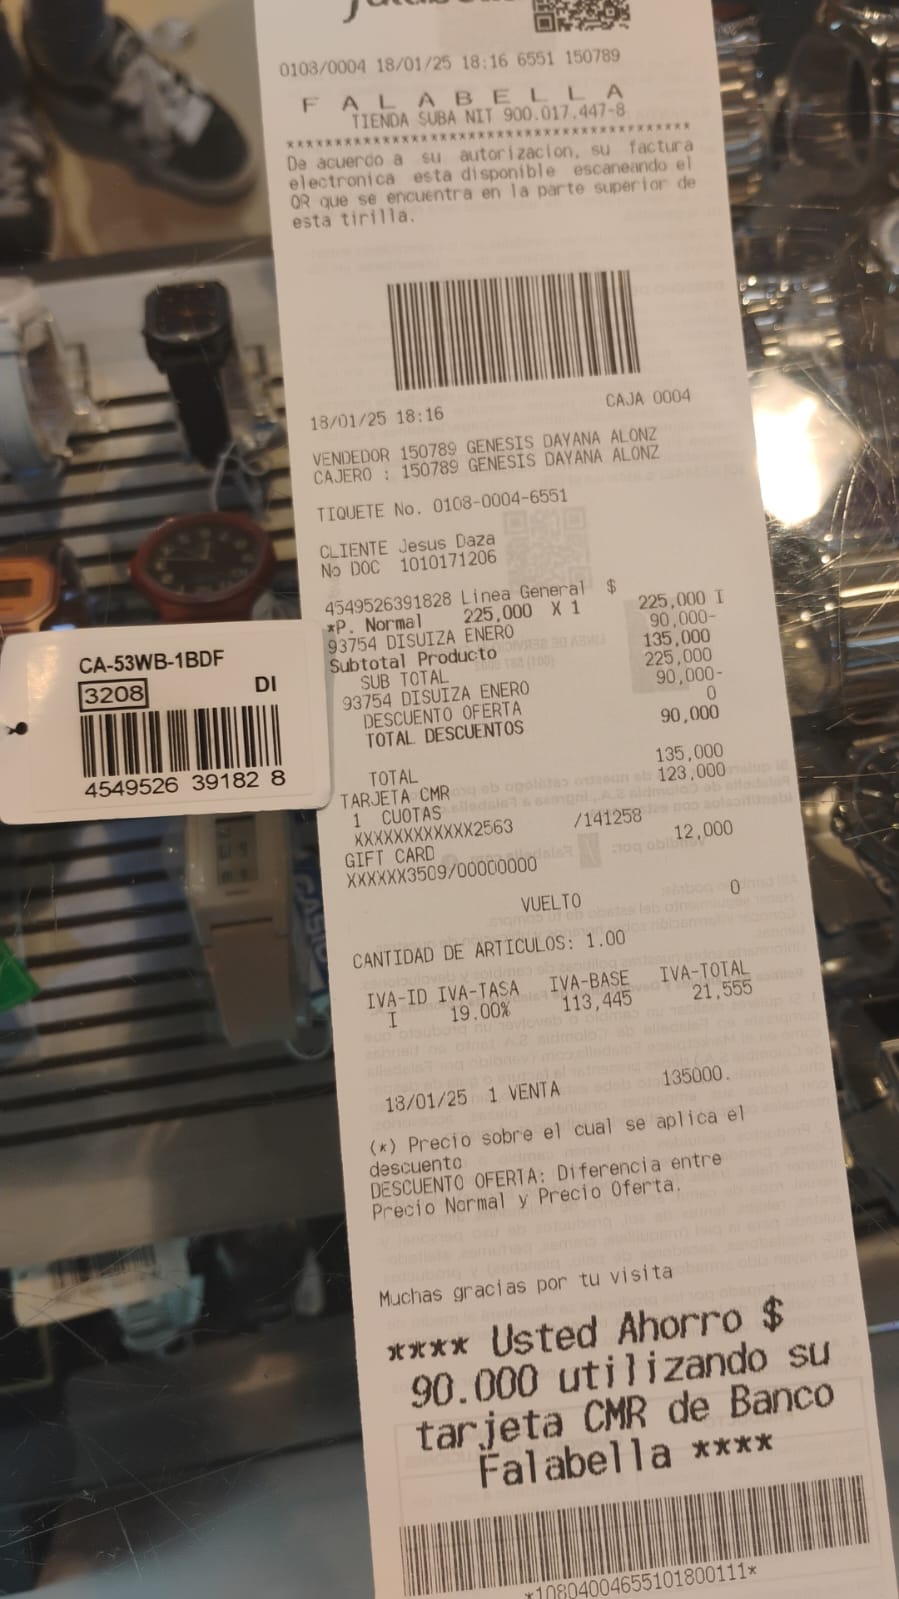 0108/0004 18/01/25 18:16 6551 150789
F A L A B E L L A
TIENDA SUBA NIT 900.017.447-8
******************************************
De acuerdo a su autorizacion, su factura
electronica esta disponible escaneando el
QR que se encuentra en la parte superior de
esta tirilla.
18/01/25 18:16 CAJA 0004
VENDEDOR 150789 GENESIS DAYANA ALONZ
CAJERO : 150789 GENESIS DAYANA ALONZ
TIQUETE No. 0108-0004-6551
CLIENTE Jesus Daza
No DOC 1010171206
4549526391828 Linea General $
*P. Normal 225,000 X 1 225,000 I
93754 DISUIZA ENERO 90,000-
Subtotal Producto 135,000
SUB TOTAL 225,000
93754 DISUIZA ENERO 90,000-
DESCUENTO OFERTA 0
TOTAL DESCUENTOS 90,000
TOTAL 135,000
TARJETA CMR 123,000
1 CUOTAS
XXXXXXXXXXXX2563 /141258
GIFT CARD 12,000
XXXXXX3509/00000000
VUELTO 0
CANTIDAD DE ARTICULOS: 1.00
IVA-ID IVA-TASA IVA-BASE IVA-TOTAL
I 19.00% 113,445 21,555
18/01/25 1 VENTA 135000.
(*) Precio sobre el cual se aplica el
descuento
DESCUENTO OFERTA: Diferencia entre
Precio Normal y Precio Oferta.
Muchas gracias por tu visita
**** Usted Ahorro $
90.000 utilizando su
tarjeta CMR de Banco
Falabella ****
*10804004655101800111*
CA-53WB-1BDF
3208 DI
4549526 39182 8
CASIO